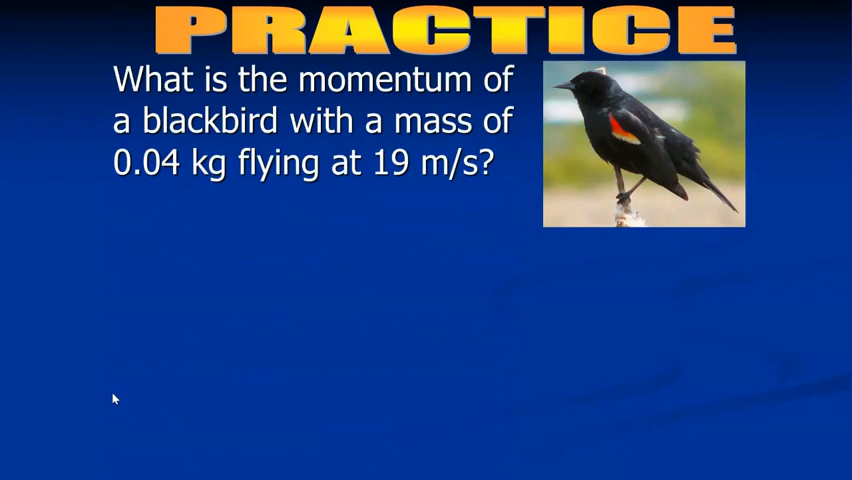 PRACTICE
What is the momentum of
a blackbird with a mass of
0.04 kg flying at 19 m/s?